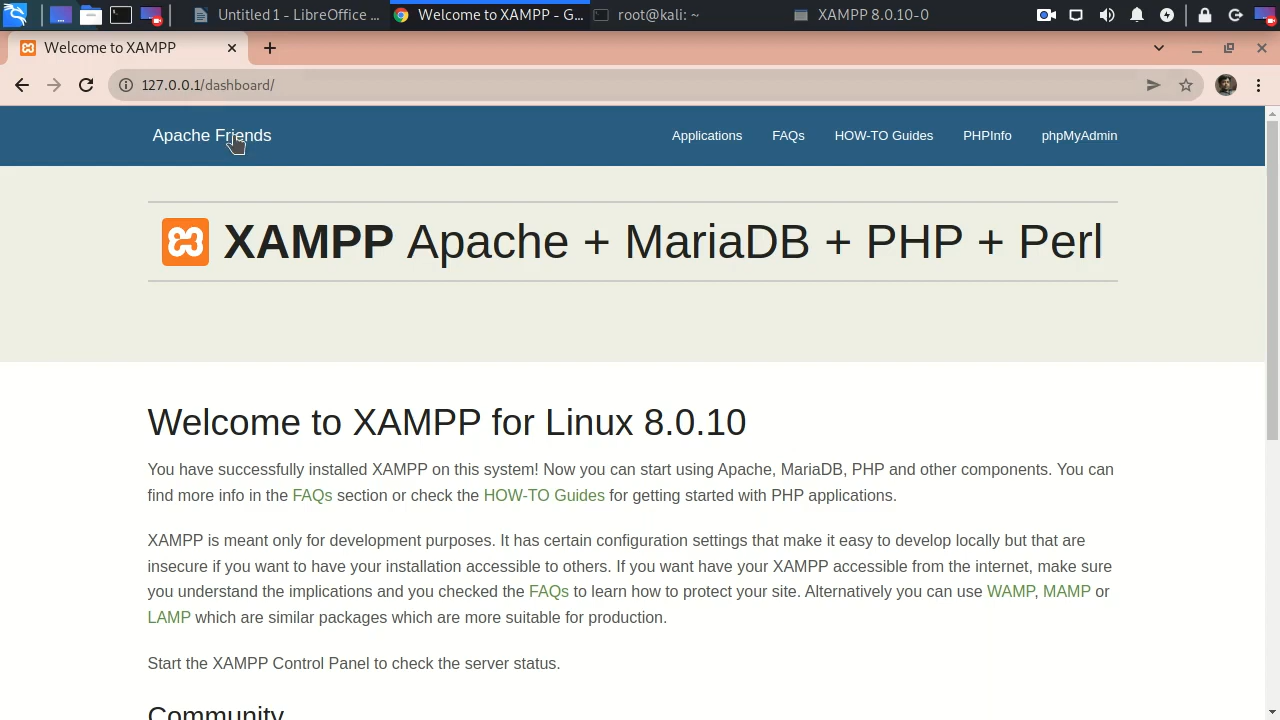 Untitled 1 - LibreOffice ...
Welcome to XAMPP - G...
root@kali: ~
XAMPP 8.0.10-0
Welcome to XAMPP
127.0.0.1/dashboard/
Apache Friends
Applications
FAQs
HOW-TO Guides
PHPInfo
phpMyAdmin
XAMPP Apache + MariaDB + PHP + Perl
Welcome to XAMPP for Linux 8.0.10
You have successfully installed XAMPP on this system! Now you can start using Apache, MariaDB, PHP and other components. You can
find more info in the FAQs section or check the HOW-TO Guides for getting started with PHP applications.
XAMPP is meant only for development purposes. It has certain configuration settings that make it easy to develop locally but that are
insecure if you want to have your installation accessible to others. If you want have your XAMPP accessible from the internet, make sure
you understand the implications and you checked the FAQs to learn how to protect your site. Alternatively you can use WAMP, MAMP or
LAMP which are similar packages which are more suitable for production.
Start the XAMPP Control Panel to check the server status.
Community